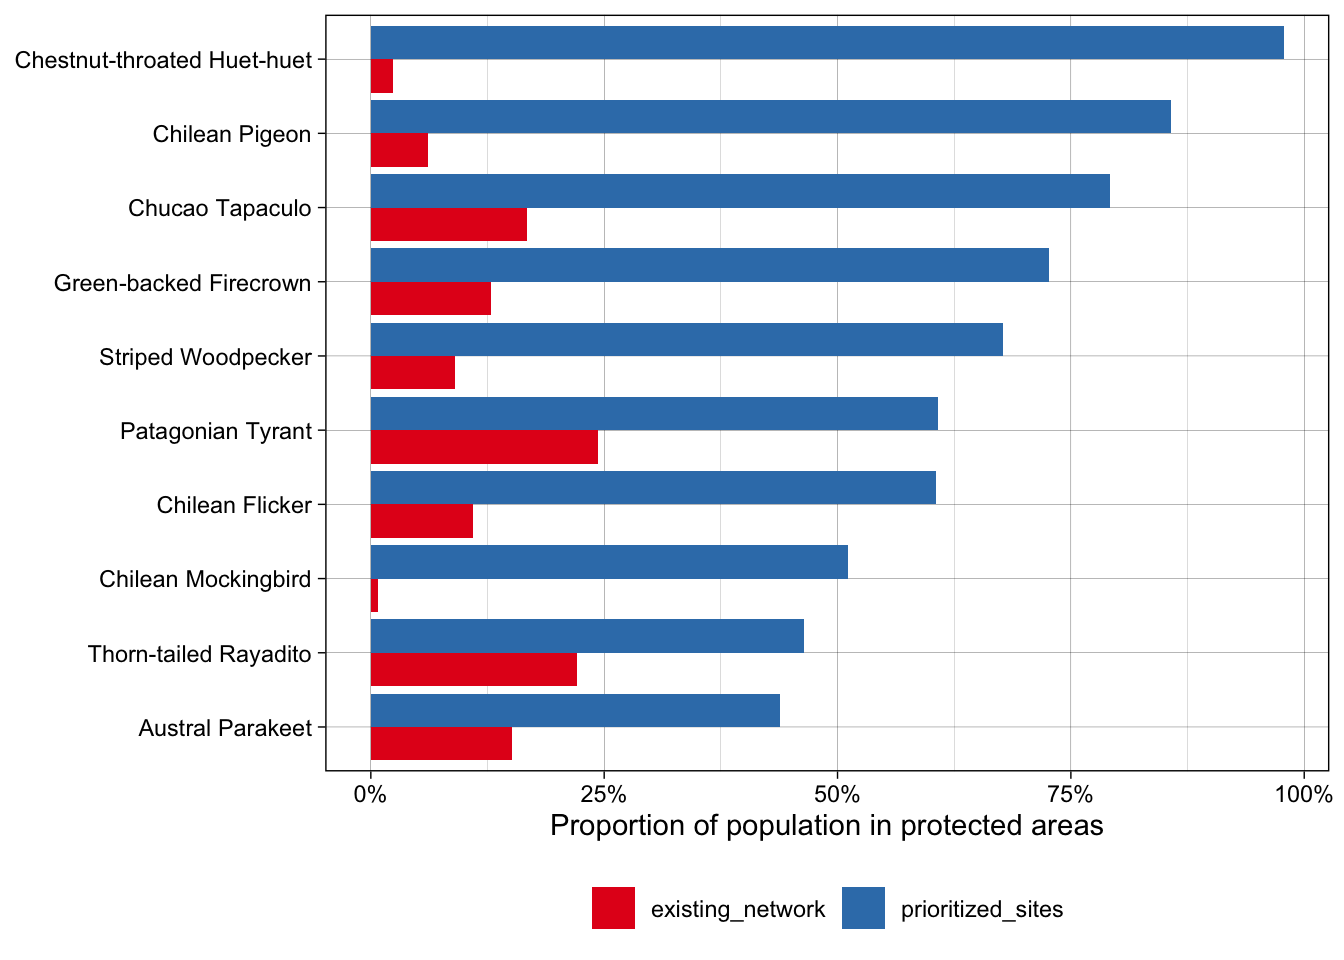 Chestnut-throated Huet-huet
Chilean Pigeon
Chucao Tapaculo
Green-backed Firecrown
Striped Woodpecker
Patagonian Tyrant
Chilean Flicker
Chilean Mockingbird
Thorn-tailed Rayadito
Austral Parakeet
0% 25% 50% 75% 100%
Proportion of population in protected areas
existing_network prioritized_sites